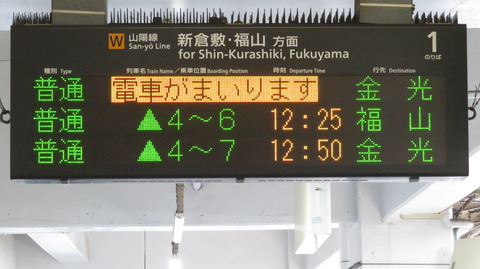 W 山陽線 San-yō Line 新倉敷・福山 方面 for Shin-Kurashiki, Fukuyama 1 のりば
種別 Type 列車名 Train Name／乗車位置 Boarding Position 時刻 Departure Time 行先 Destination
普通 電車がまいります 金光
普通 ▲4～6 12:25 福山
普通 ▲4～7 12:50 金光